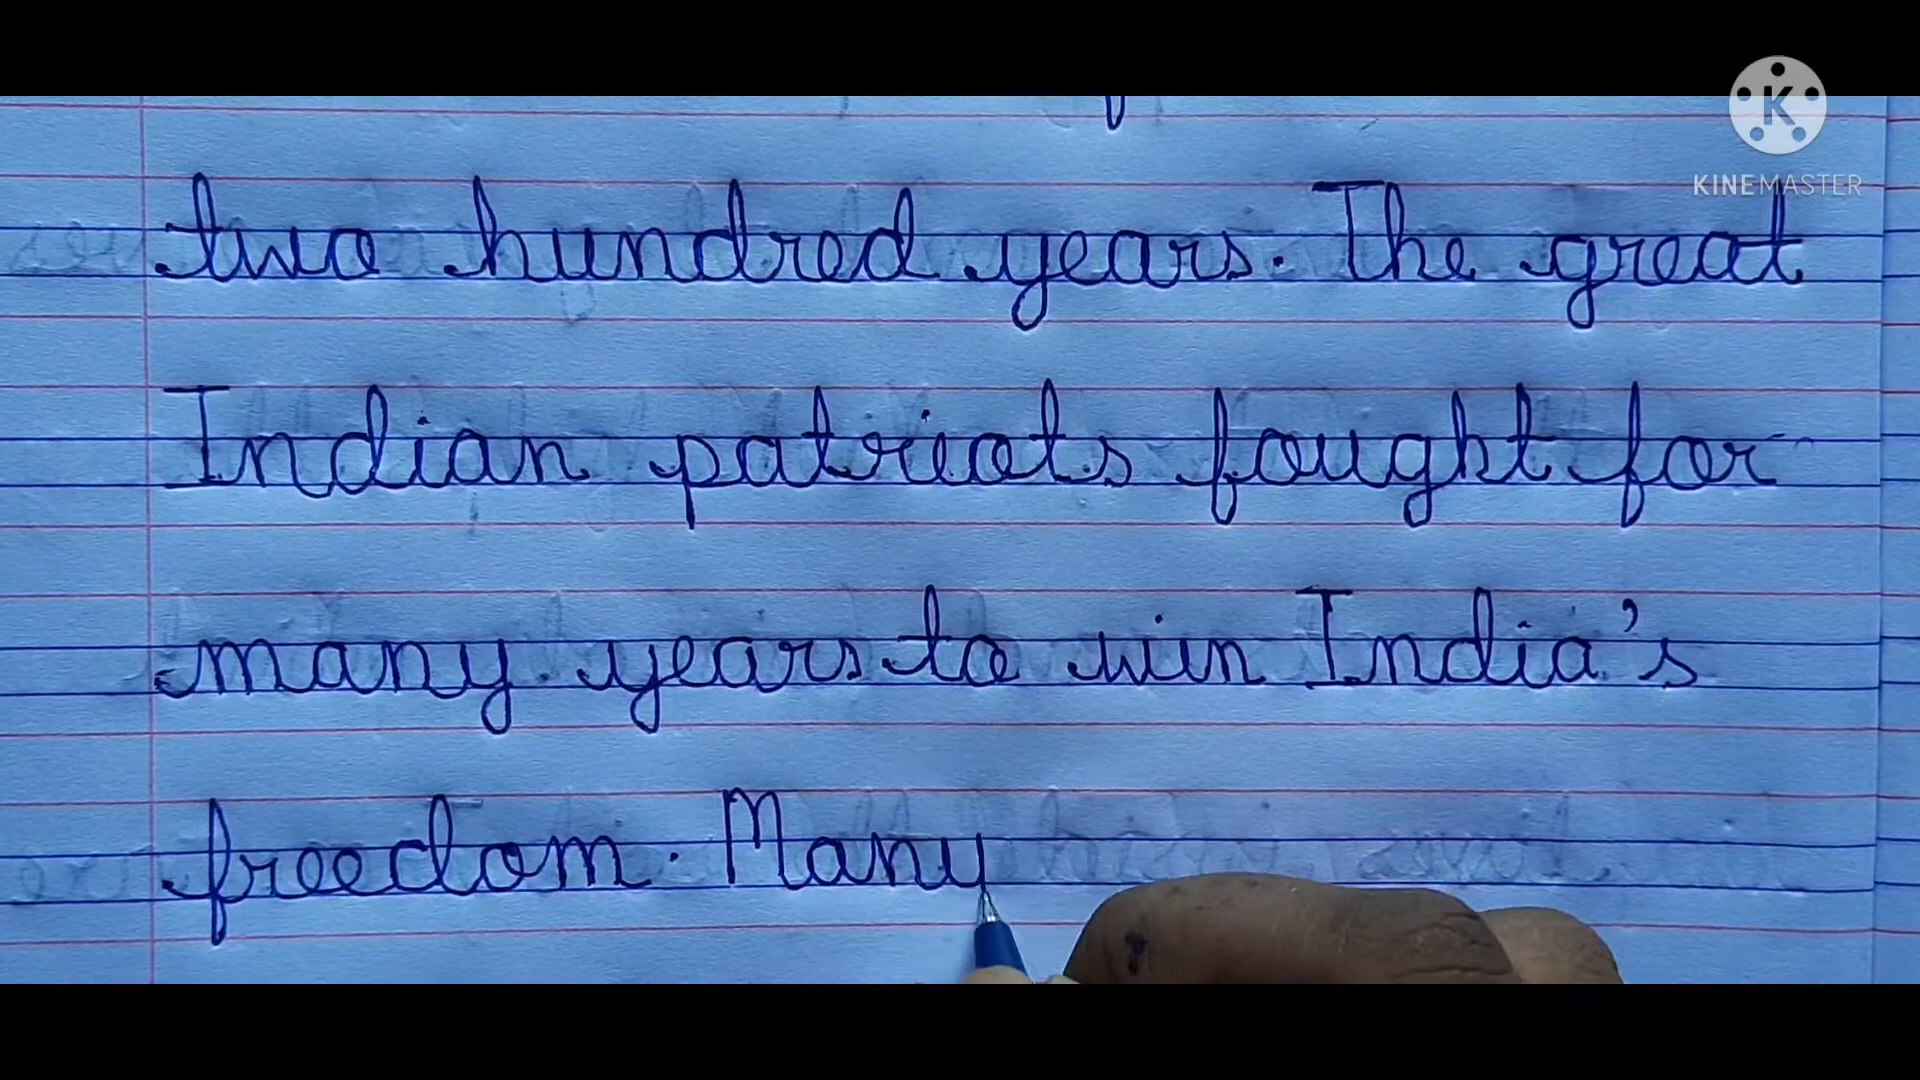 KINEMASTER
two hundred years. The great
Indian patriots fought for
many years to win India's
freedom. Many